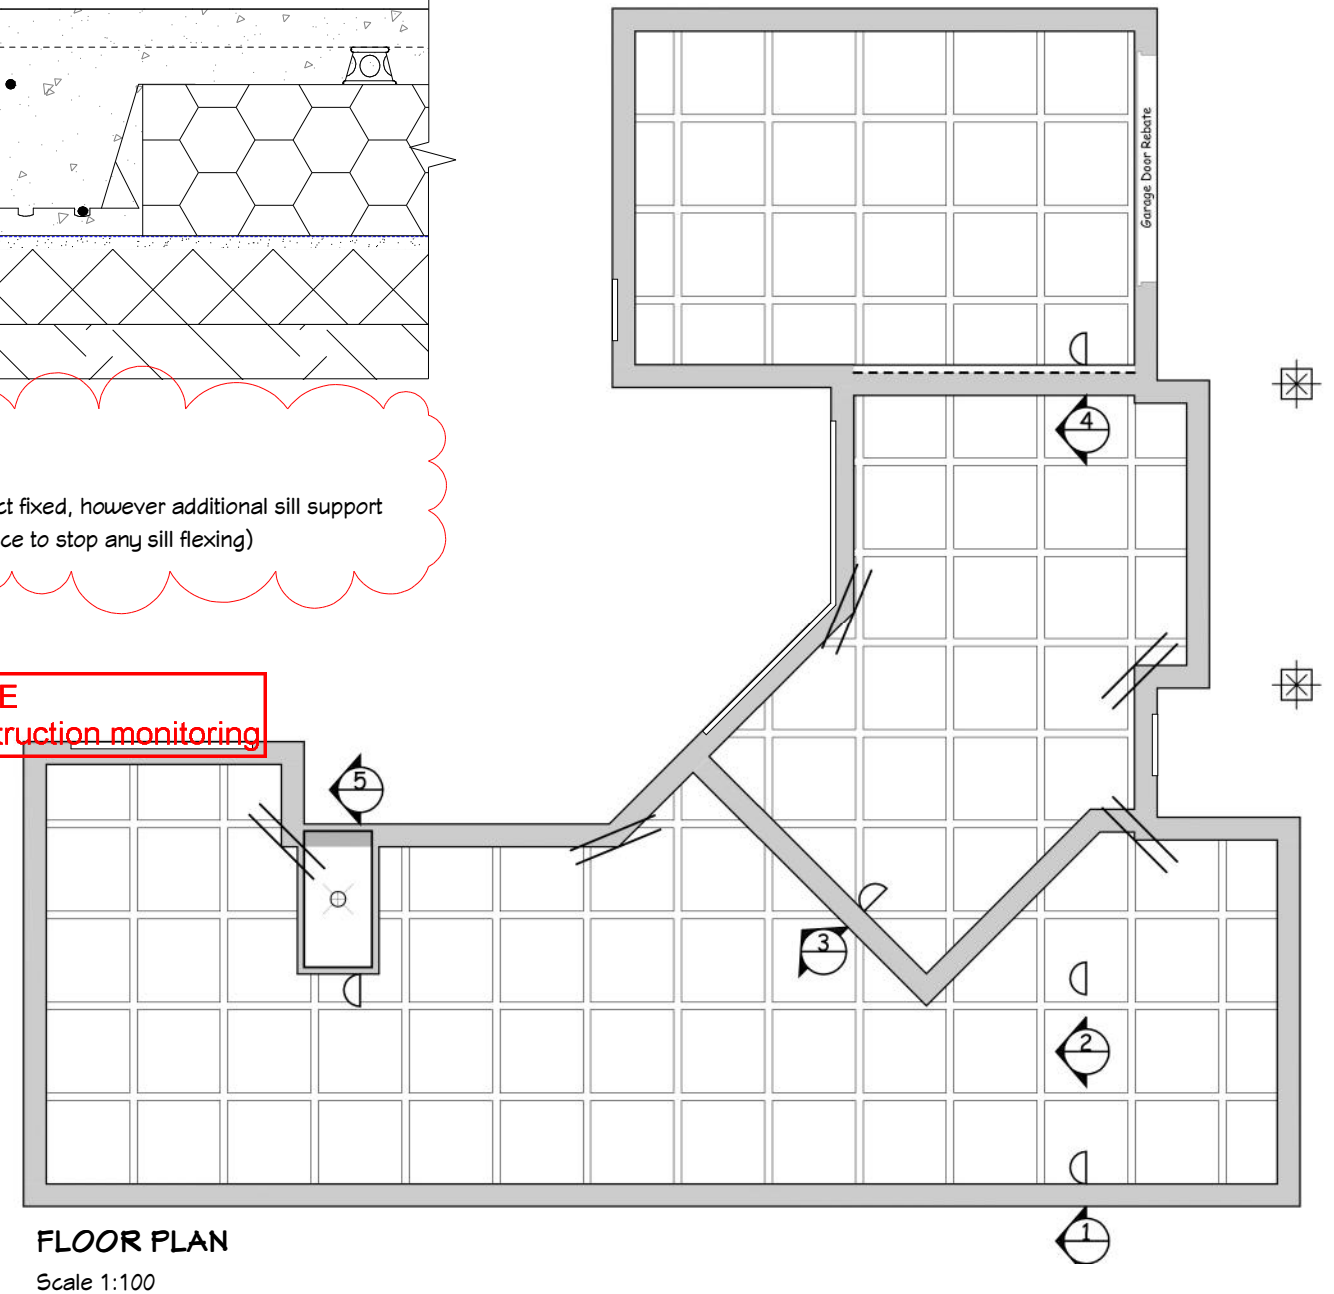 Garage Door Rebate
4
ct fixed, however additional sill support
ce to stop any sill flexing)
E
truction monitoring
5
3
2
1
FLOOR PLAN
Scale 1:100